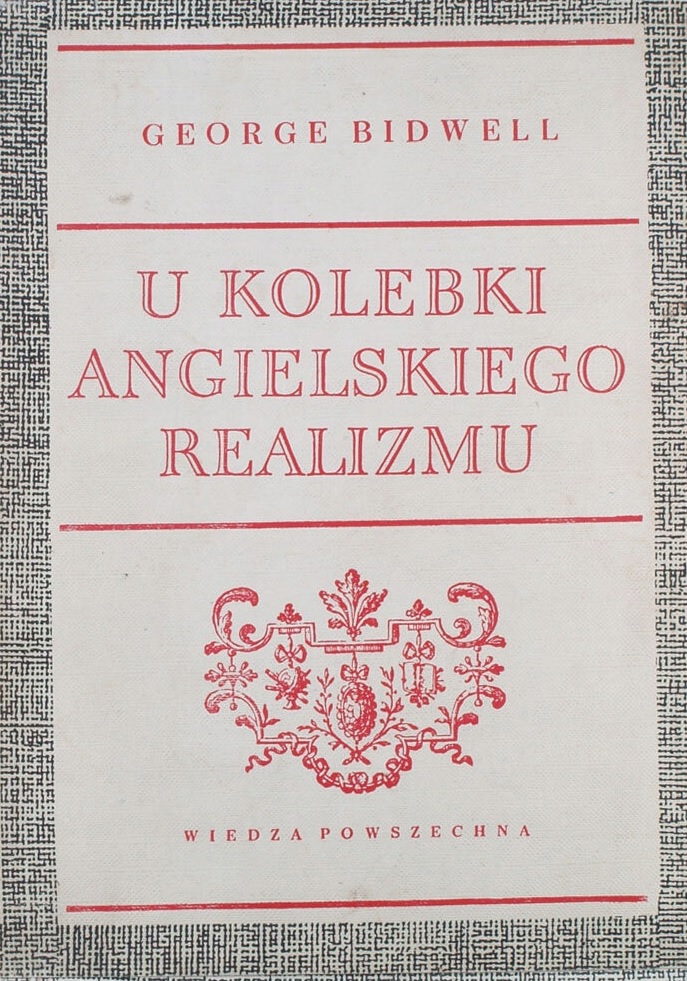 GEORGE BIDWELL
U KOLEBKI
ANGIELSKIEGO
REALIZMU
WIEDZA POWSZECHNA